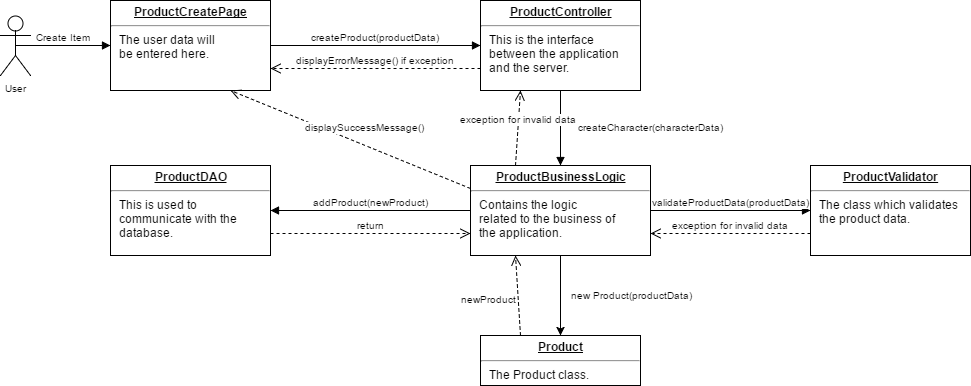 ProductCreatePage
The user data will
be entered here.
ProductController
This is the interface
between the application
and the server.
Create Item
User
createProduct(productData)
displayErrorMessage() if exception
displaySuccessMessage()
exception for invalid data
createCharacter(characterData)
ProductDAO
This is used to
communicate with the
database.
addProduct(newProduct)
return
ProductBusinessLogic
Contains the logic
related to the business of
the application.
validateProductData(productData)
exception for invalid data
ProductValidator
The class which validates
the product data.
newProduct
new Product(productData)
Product
The Product class.